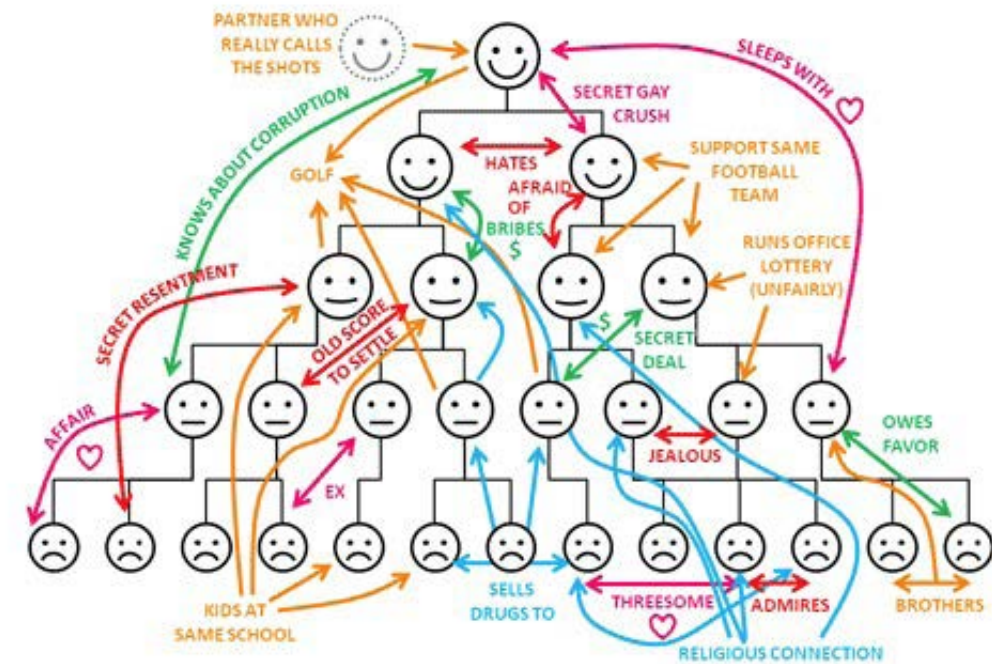 PARTNER WHO
REALLY CALLS
THE SHOTS
SLEEPS WITH
SECRET GAY
CRUSH
KNOWS ABOUT CORRUPTION
GOLF
HATES
SUPPORT SAME
FOOTBALL
TEAM
AFRAID
OF
BRIBES
$
RUNS OFFICE
LOTTERY
(UNFAIRLY)
SECRET RESENTMENT
OLD SCORE
TO SETTLE
$
SECRET
DEAL
AFFAIR
OWES
FAVOR
JEALOUS
EX
KIDS AT
SAME SCHOOL
SELLS
DRUGS TO
THREESOME
ADMIRES
BROTHERS
RELIGIOUS CONNECTION